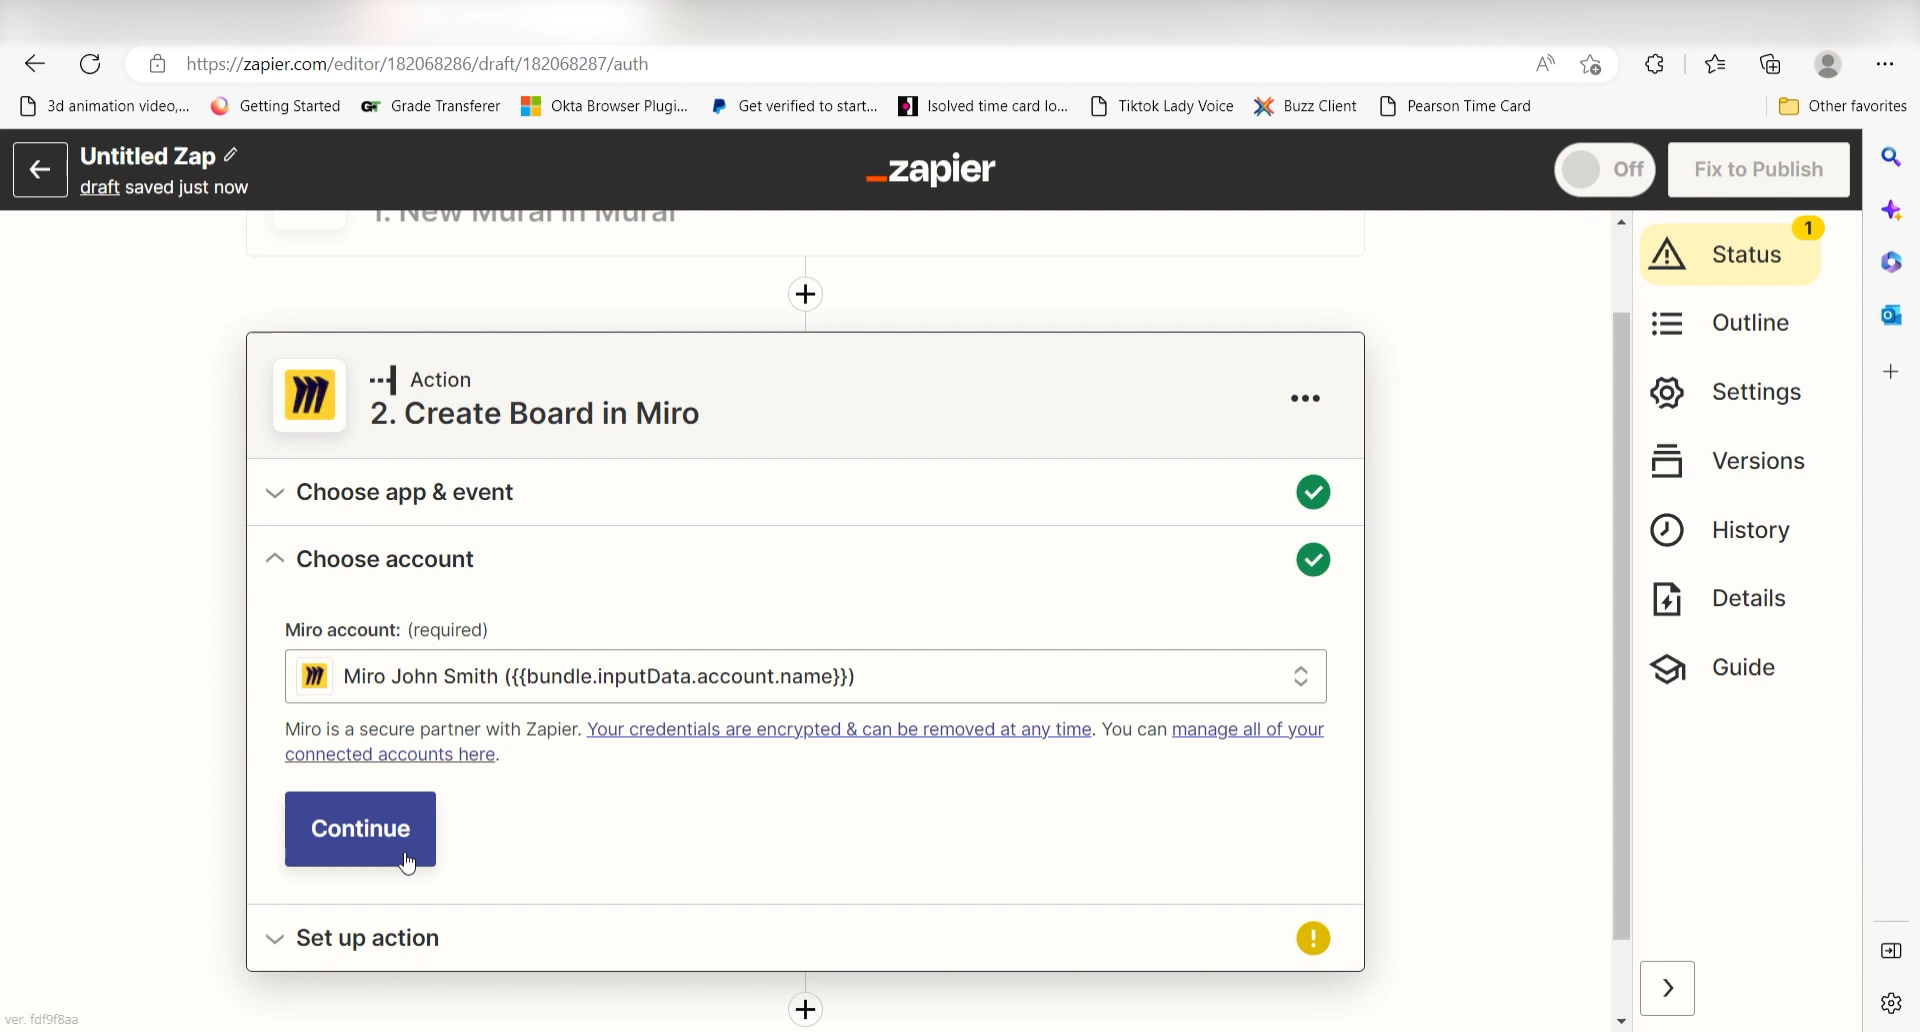 https://zapier.com/editor/182068286/draft/182068287/auth
3d animation video,... Getting Started GT Grade Transferer Okta Browser Plugi... Get verified to start... Isolved time card lo... Tiktok Lady Voice Buzz Client Pearson Time Card Other favorites
Untitled Zap
draft saved just now
_zapier
Off
Fix to Publish
1. New Mural in Mural
1
Status
Outline
Settings
Versions
History
Details
Guide
Action
2. Create Board in Miro
Choose app & event
Choose account
Miro account: (required)
Miro John Smith ({{bundle.inputData.account.name}})
Miro is a secure partner with Zapier. Your credentials are encrypted & can be removed at any time. You can manage all of your
connected accounts here.
Continue
Set up action
ver. fdf9f8aa